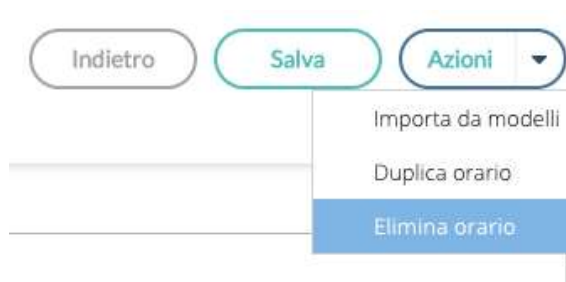 Indietro Salva Azioni
Importa da modelli
Duplica orario
Elimina orario